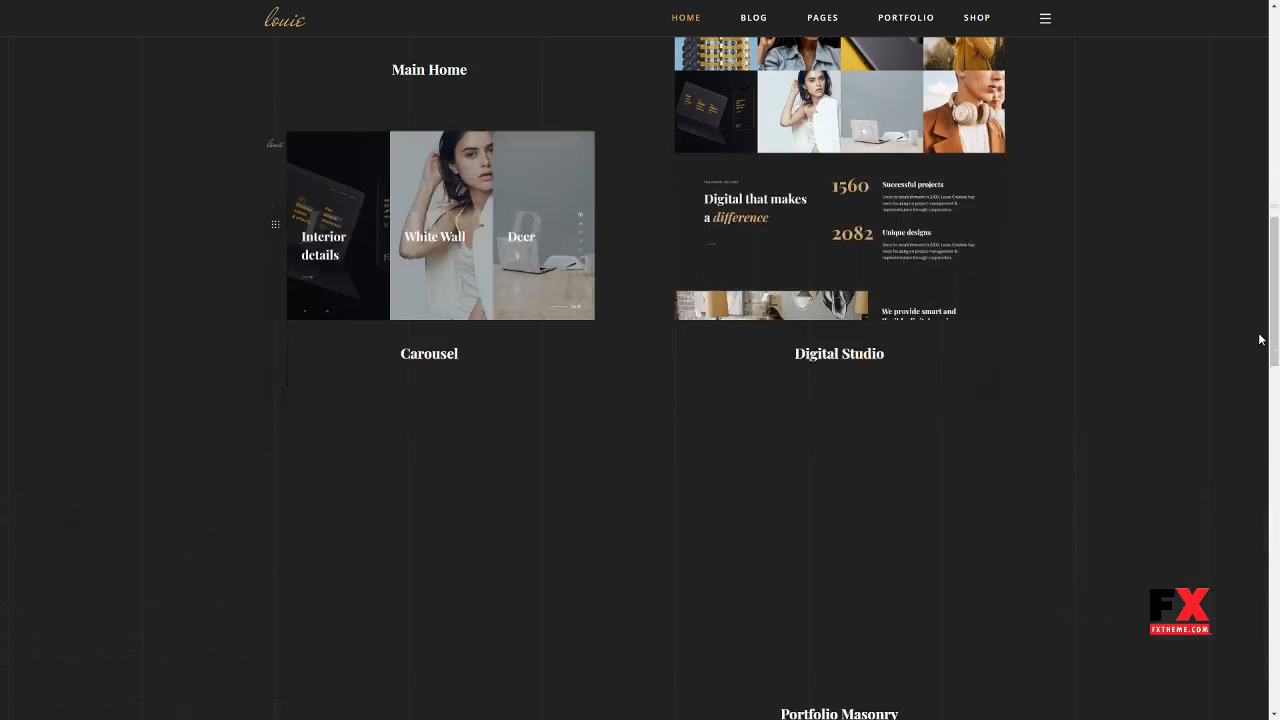 louie
HOME
BLOG
PAGES
PORTFOLIO
SHOP
Main Home
louie
Interior
details
White Wall
Deer
Carousel
Digital that makes
a difference
1560
Successful projects
2082
Unique designs
We provide smart and
Digital Studio
FX
FXTHEME.COM
Portfolio Masonry